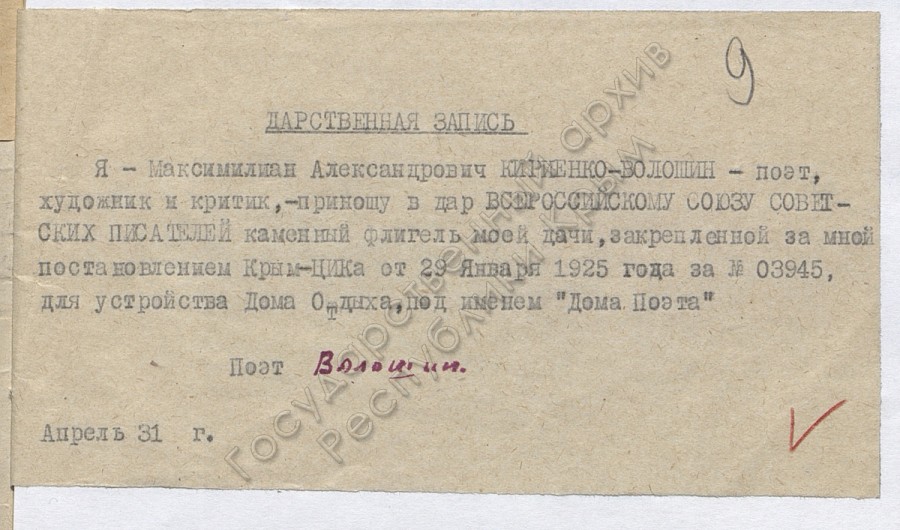 9
ДАРСТВЕННАЯ ЗАПИСЬ
Я - Максимилиан Александрович КИРИЕНКО-ВОЛОШИН - поэт,
художник и критик,-приношу в дар ВСЕРОССИЙСКОМУ СОЮЗУ СОВЕТ-
СКИХ ПИСАТЕЛЕЙ каменный флигель моей дачи,закрепленной за мной
постановлением Крым-ЦИКа от 29 Января 1925 года за № 03945,
для устройства Дома Отдыха,под именем "Дома Поэта"
Поэт Волошин.
Апрель 31 г.
Государственный архив
Республики Крым